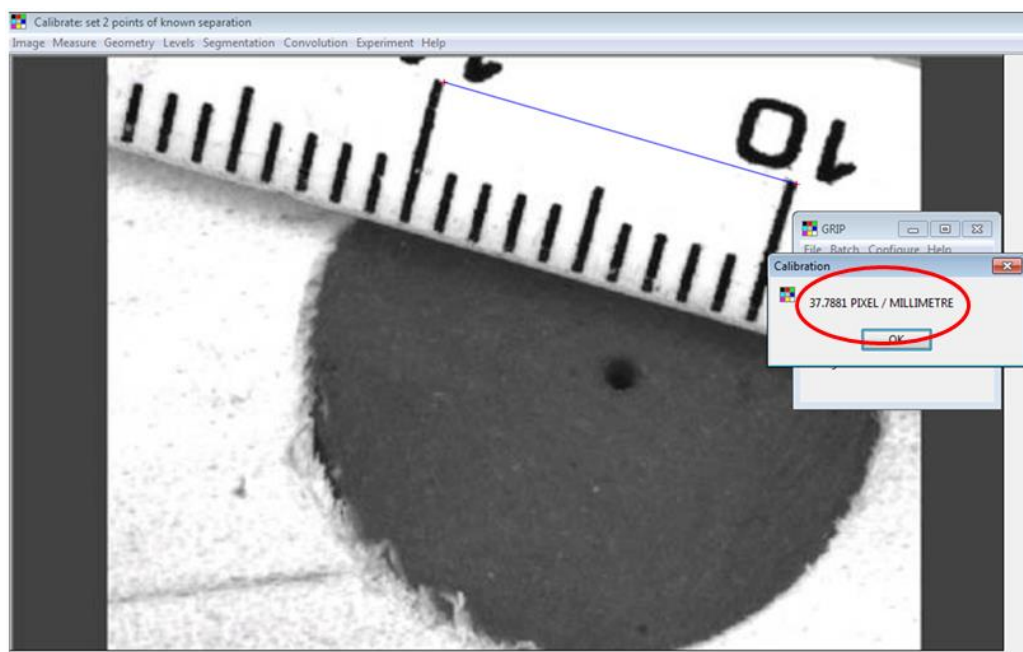 Calibrate: set 2 points of known separation
Image Measure Geometry Levels Segmentation Convolution Experiment Help
10
GRIP
File Batch Configure Help
Calibration
37.7881 PIXEL / MILLIMETRE
OK